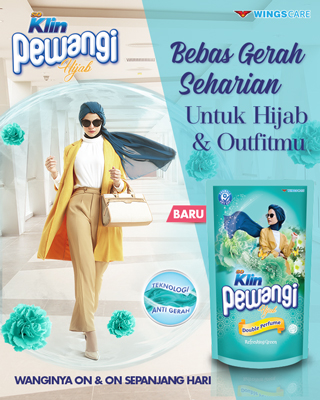 WINGSCARE
So
Klin
Pewangi
Hijab
Bebas Gerah
Seharian
Untuk Hijab
& Outfitmu
BARU
TEKNOLOGI
ANTI GERAH
So
Klin
Pewangi
Hijab
Double Perfume
WANGINYA ON & ON SEPANJANG HARI